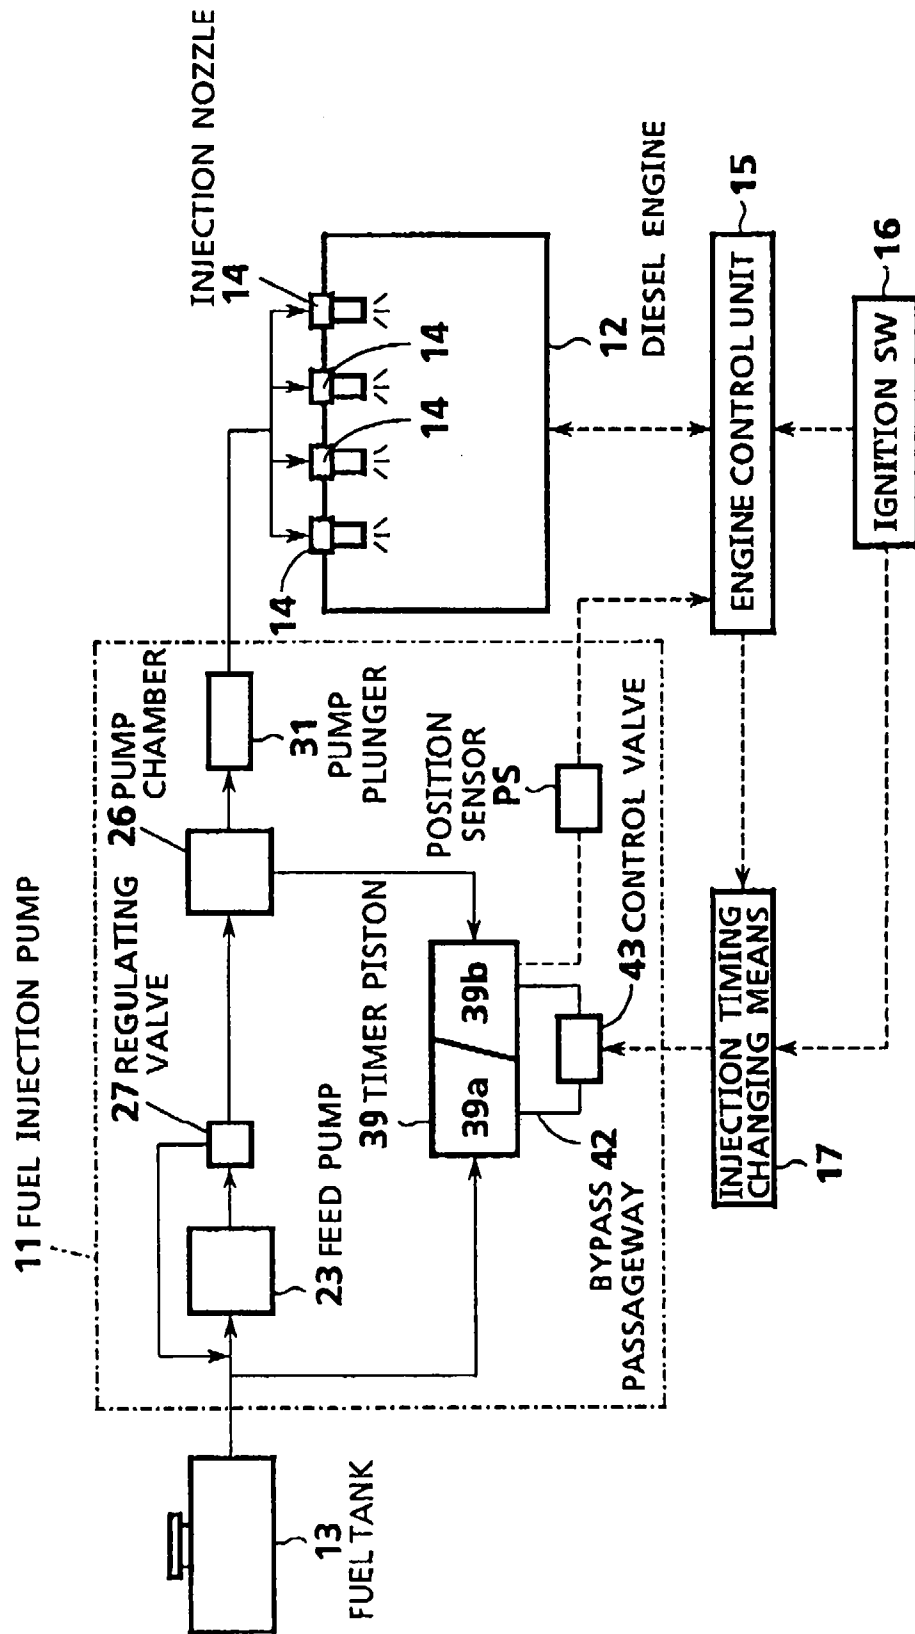 11 FUEL INJECTION PUMP
27 REGULATING
VALVE
26 PUMP
CHAMBER
INJECTION NOZZLE
14
14
14
14
31
PUMP
PLUNGER
23 FEED PUMP
13
FUEL TANK
39 TIMER PISTON
39a
39b
POSITION
SENSOR
PS
12
DIESEL ENGINE
BYPASS 42
PASSAGEWAY
43 CONTROL VALVE
ENGINE CONTROL UNIT
15
INJECTION TIMING
CHANGING MEANS
17
IGNITION SW
16